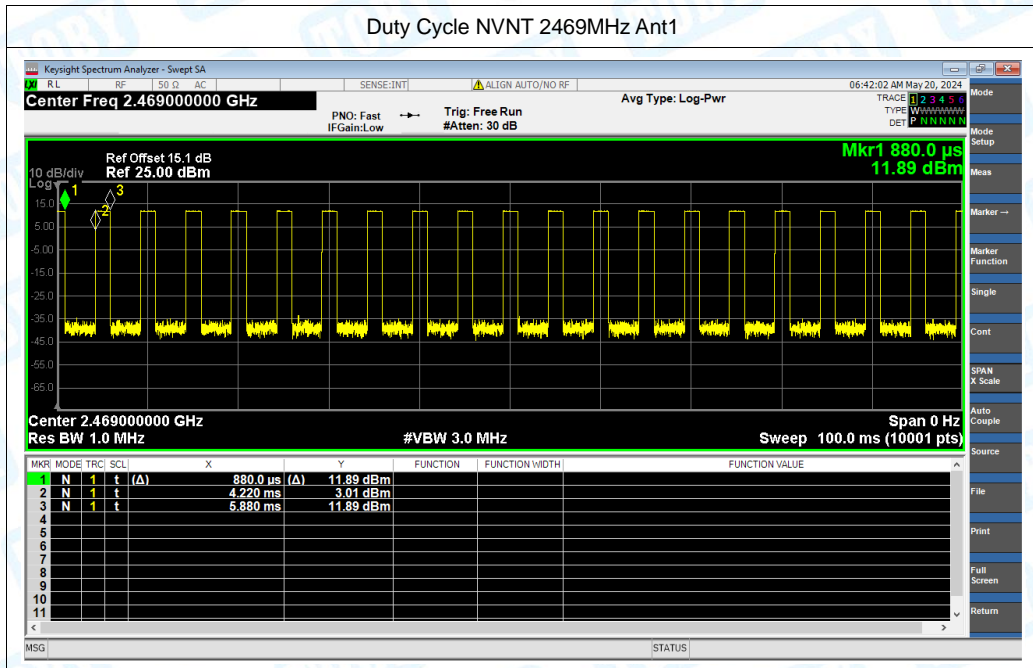 Duty Cycle NVNT 2469MHz Ant1
Keysight Spectrum Analyzer - Swept SA
RL RF 50 Ω AC SENSE:INT ALIGN AUTO/NO RF 06:42:02 AM May 20, 2024
Center Freq 2.469000000 GHz
PNO: Fast
IFGain:Low
Trig: Free Run
#Atten: 30 dB
Avg Type: Log-Pwr
TRACE 1 2 3 4 5 6
TYPE W
DET P N N N N N
Mkr1 880.0 µs
11.89 dBm
Ref Offset 15.1 dB
Ref 25.00 dBm
10 dB/div
Log
1
2
3
15.0
5.00
-5.00
-15.0
-25.0
-35.0
-45.0
-55.0
-65.0
Center 2.469000000 GHz Span 0 Hz
Res BW 1.0 MHz #VBW 3.0 MHz Sweep 100.0 ms (10001 pts)
MKR MODE TRC SCL X Y FUNCTION FUNCTION WIDTH FUNCTION VALUE
1 N 1 t (Δ) 880.0 µs (Δ) 11.89 dBm
2 N 1 t 4.220 ms 3.01 dBm
3 N 1 t 5.880 ms 11.89 dBm
4
5
6
7
8
9
10
11
MSG STATUS
Mode
Mode
Setup
Meas
Marker→
Marker
Function
Single
Cont
SPAN
X Scale
Auto
Couple
Source
File
Print
Full
Screen
Return